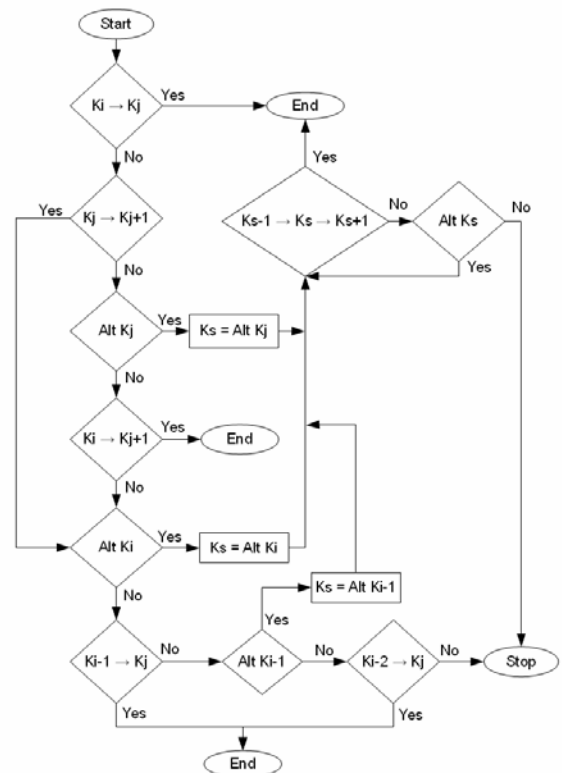 Start
Ki → Kj
Yes
End
No
Yes
Kj → Kj+1
Yes
Ks-1 → Ks → Ks+1
No
Alt Ks
No
Yes
No
Alt Kj
Yes
Ks = Alt Kj
No
Ki → Kj+1
Yes
End
No
Alt Ki
Yes
Ks = Alt Ki
No
Ks = Alt Ki-1
Yes
Ki-1 → Kj
No
Alt Ki-1
No
Ki-2 → Kj
No
Stop
Yes
Yes
End